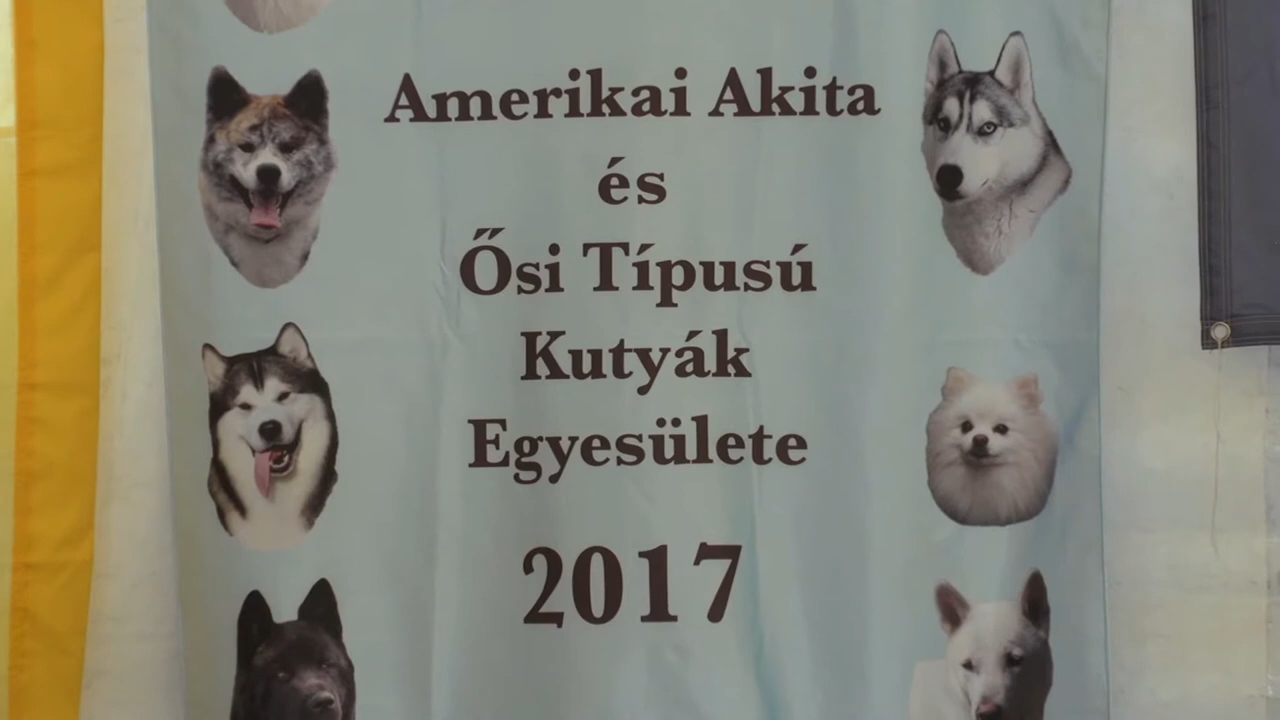 Amerikai Akita
és
Ősi Típusú
Kutyák
Egyesülete
2017